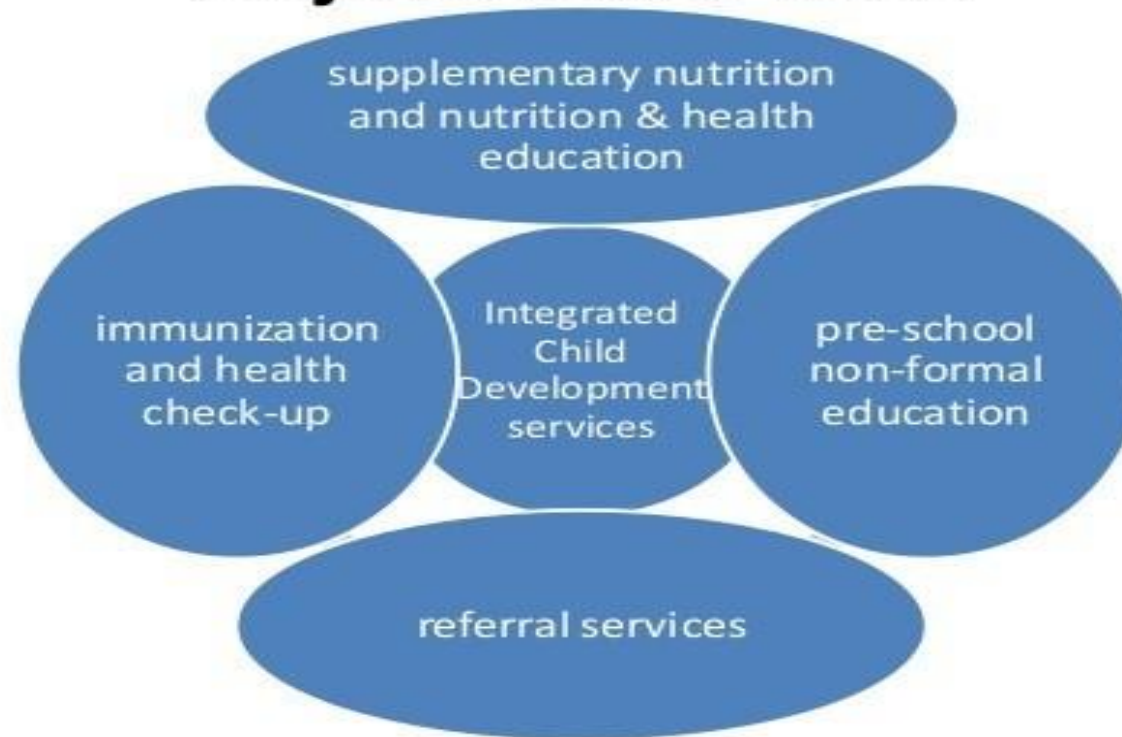 supplementary nutrition
and nutrition & health
education
immunization
and health
check-up
Integrated
Child
Development
services
pre-school
non-formal
education
referral services